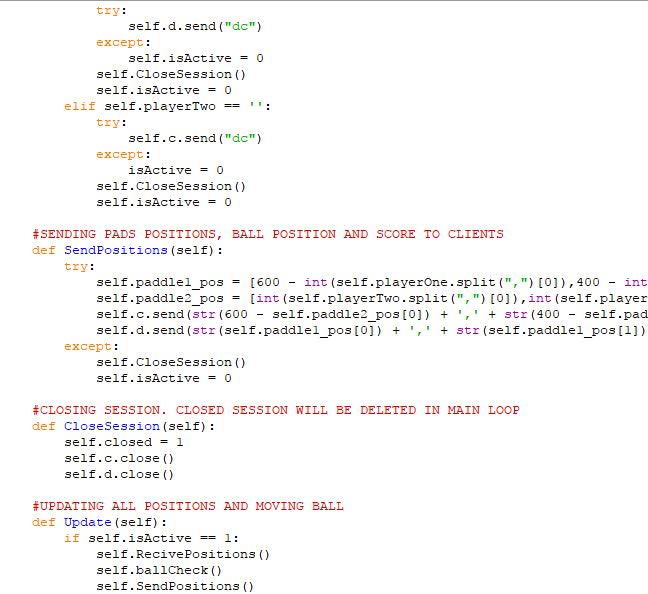 try:
self.d.send("dc")
except:
self.isActive = 0
self.CloseSession()
self.isActive = 0
elif self.playerTwo == '':
try:
self.c.send("dc")
except:
isActive = 0
self.CloseSession()
self.isActive = 0
#SENDING PADS POSITIONS, BALL POSITION AND SCORE TO CLIENTS
def SendPositions(self):
try:
self.paddle1_pos = [600 - int(self.playerOne.split(",")[0]),400 - int
self.paddle2_pos = [int(self.playerTwo.split(",")[0]),int(self.player
self.c.send(str(600 - self.paddle2_pos[0]) + ',' + str(400 - self.pad
self.d.send(str(self.paddle1_pos[0]) + ',' + str(self.paddle1_pos[1])
except:
self.CloseSession()
self.isActive = 0
#CLOSING SESSION. CLOSED SESSION WILL BE DELETED IN MAIN LOOP
def CloseSession(self):
self.closed = 1
self.c.close()
self.d.close()
#UPDATING ALL POSITIONS AND MOVING BALL
def Update(self):
if self.isActive == 1:
self.RecivePositions()
self.ballCheck()
self.SendPositions()